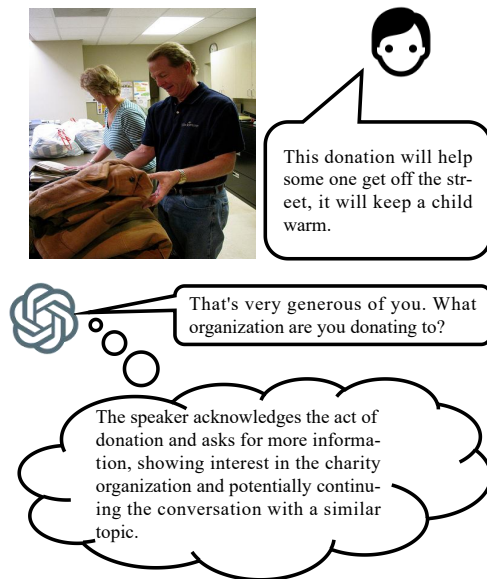 This donation will help
some one get off the str-
eet, it will keep a child
warm.
That's very generous of you. What
organization are you donating to?
The speaker acknowledges the act of
donation and asks for more informa-
tion, showing interest in the charity
organization and potentially continu-
ing the conversation with a similar
topic.